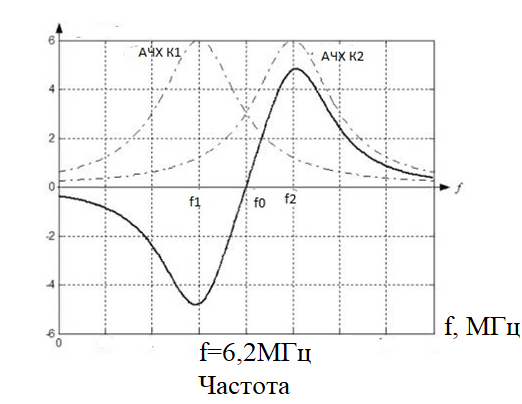 6
АЧХ К1
АЧХ К2
4
2
0
f
f1
f0
f2
-2
-4
-6
0
f, МГц
f=6,2МГц
Частота